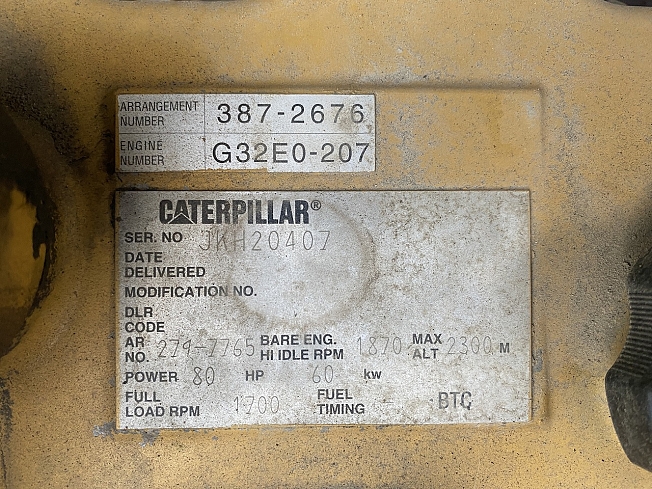 ARRANGEMENT NUMBER 387-2676
ENGINE NUMBER G32E0-207
CATERPILLAR®
SER. NO JKH20407
DATE
DELIVERED
MODIFICATION NO.
DLR
CODE
AR NO. 279-7765 BARE ENG. HI IDLE RPM 1870 MAX ALT 2300 M
POWER 80 HP 60 kw
FULL LOAD RPM 1700 FUEL TIMING BTC